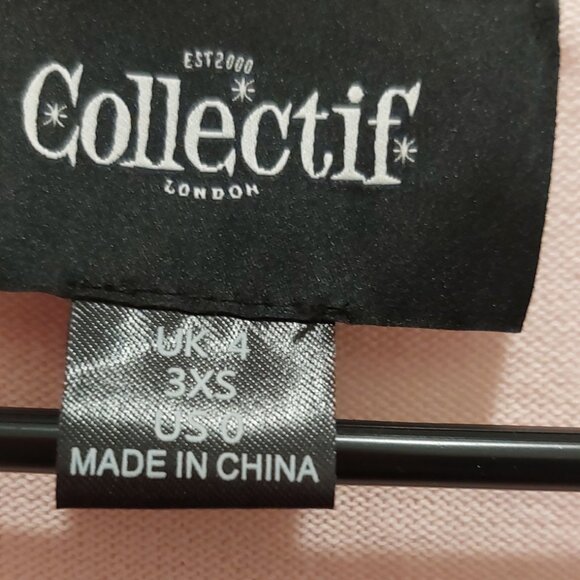 EST2000
Collectif
LONDON
UK 4
3XS
US 0
MADE IN CHINA